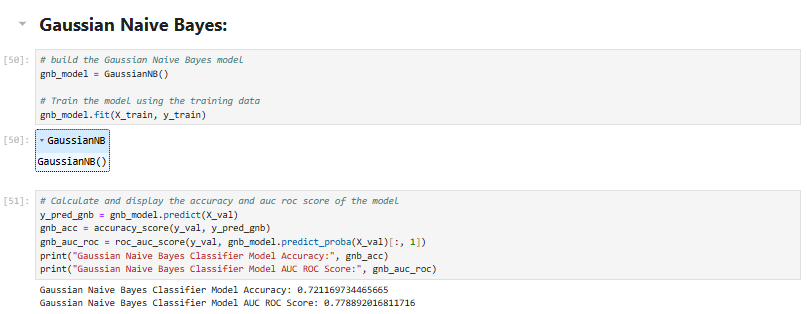 Gaussian Naive Bayes:
[50]: # build the Gaussian Naive Bayes model
gnb_model = GaussianNB()
# Train the model using the training data
gnb_model.fit(X_train, y_train)
[50]: GaussianNB
GaussianNB()
[51]: # Calculate and display the accuracy and auc roc score of the model
y_pred_gnb = gnb_model.predict(X_val)
gnb_acc = accuracy_score(y_val, y_pred_gnb)
gnb_auc_roc = roc_auc_score(y_val, gnb_model.predict_proba(X_val)[:, 1])
print("Gaussian Naive Bayes Classifier Model Accuracy:", gnb_acc)
print("Gaussian Naive Bayes Classifier Model AUC ROC Score:", gnb_auc_roc)
Gaussian Naive Bayes Classifier Model Accuracy: 0.721169734465665
Gaussian Naive Bayes Classifier Model AUC ROC Score: 0.778892016811716